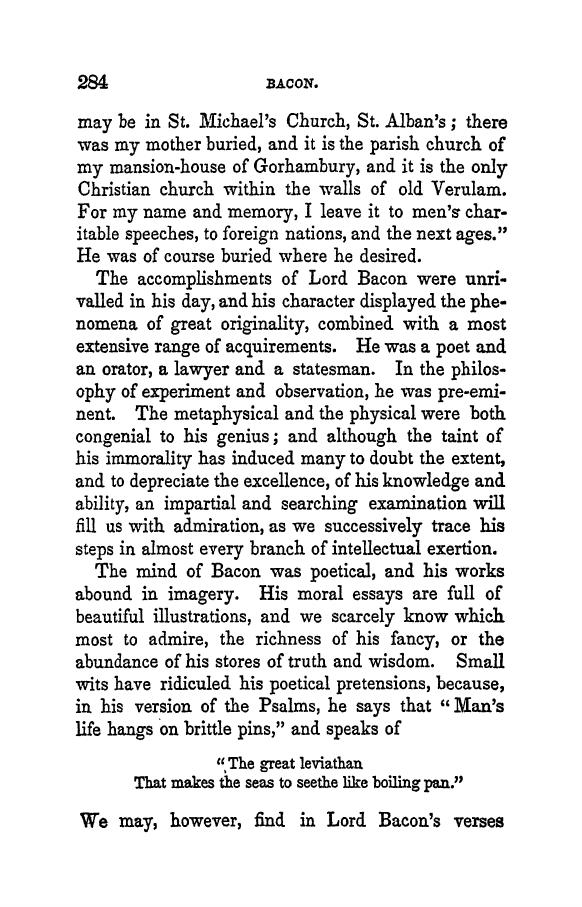 284 BACON.
may be in St. Michael's Church, St. Alban's; there
was my mother buried, and it is the parish church of
my mansion-house of Gorhambury, and it is the only
Christian church within the walls of old Verulam.
For my name and memory, I leave it to men's char-
itable speeches, to foreign nations, and the next ages."
He was of course buried where he desired.
The accomplishments of Lord Bacon were unri-
valled in his day, and his character displayed the phe-
nomena of great originality, combined with a most
extensive range of acquirements. He was a poet and
an orator, a lawyer and a statesman. In the philos-
ophy of experiment and observation, he was pre-emi-
nent. The metaphysical and the physical were both
congenial to his genius; and although the taint of
his immorality has induced many to doubt the extent,
and to depreciate the excellence, of his knowledge and
ability, an impartial and searching examination will
fill us with admiration, as we successively trace his
steps in almost every branch of intellectual exertion.
The mind of Bacon was poetical, and his works
abound in imagery. His moral essays are full of
beautiful illustrations, and we scarcely know which
most to admire, the richness of his fancy, or the
abundance of his stores of truth and wisdom. Small
wits have ridiculed his poetical pretensions, because,
in his version of the Psalms, he says that "Man's
life hangs on brittle pins," and speaks of
"The great leviathan
That makes the seas to seethe like boiling pan."
We may, however, find in Lord Bacon's verses